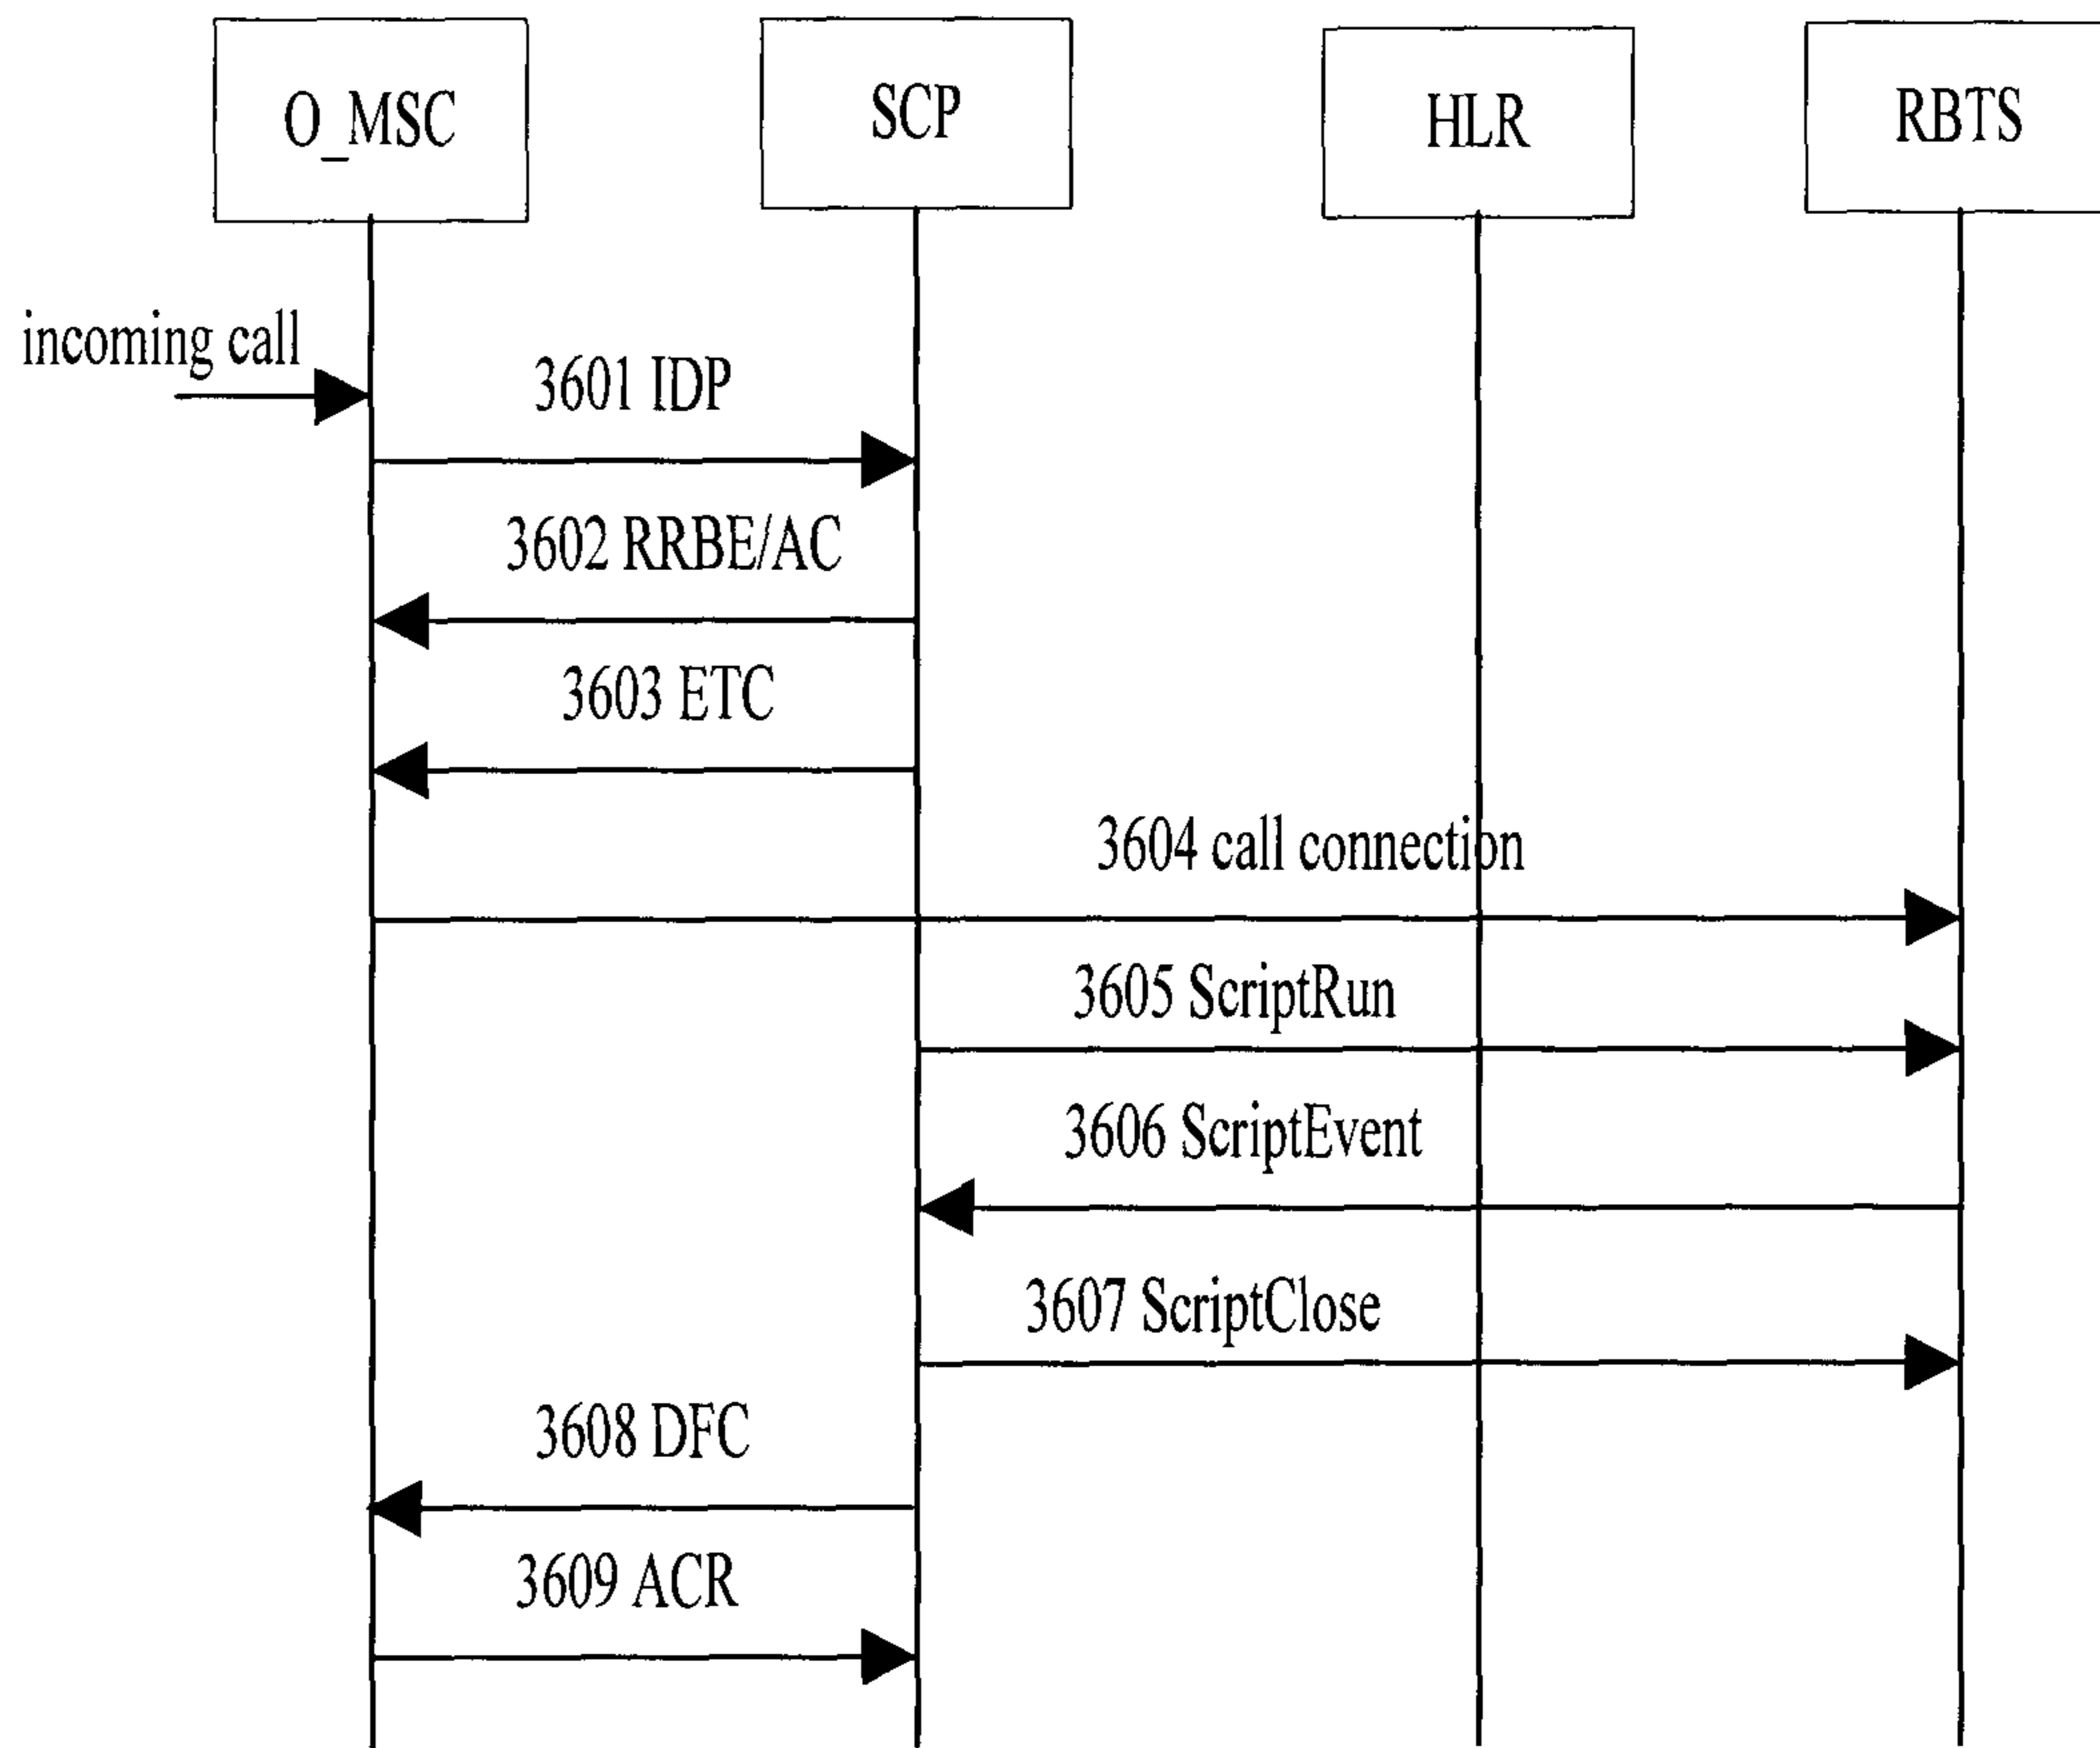 O_MSC
SCP
HLR
RBTS
incoming call
3601 IDP
3602 RRBE/AC
3603 ETC
3604 call connection
3605 ScriptRun
3606 ScriptEvent
3607 ScriptClose
3608 DFC
3609 ACR